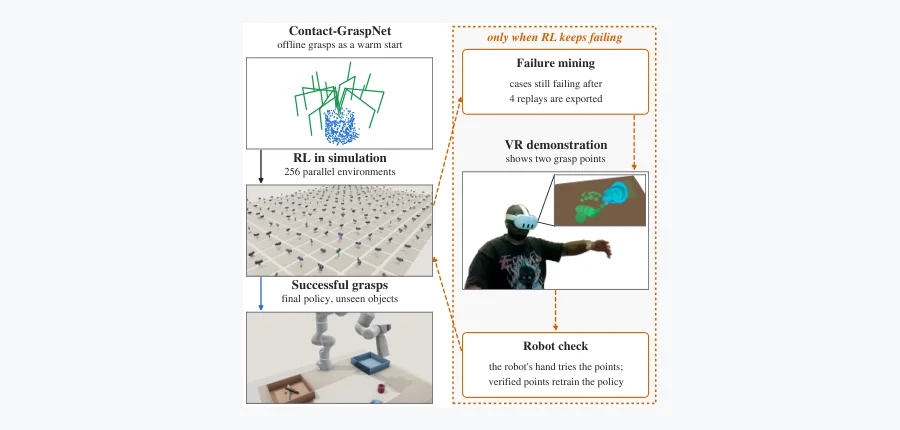 Contact-GraspNet
offline grasps as a warm start
RL in simulation
256 parallel environments
Successful grasps
final policy, unseen objects
only when RL keeps failing
Failure mining
cases still failing after
4 replays are exported
VR demonstration
shows two grasp points
Robot check
the robot's hand tries the points;
verified points retrain the policy